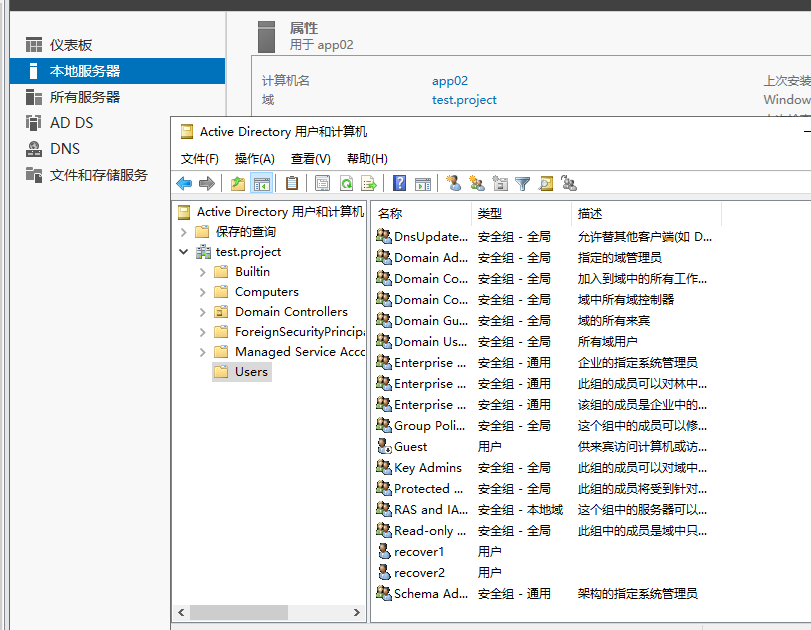 仪表板
本地服务器
所有服务器
AD DS
DNS
文件和存储服务
属性
用于 app02
计算机名 app02 上次安装
域 test.project Window
Active Directory 用户和计算机
文件(F) 操作(A) 查看(V) 帮助(H)
Active Directory 用户和计算机
保存的查询
test.project
Builtin
Computers
Domain Controllers
ForeignSecurityPrincipa
Managed Service Acco
Users
名称 类型 描述
DnsUpdate... 安全组 - 全局 允许替其他客户端(如 D...
Domain Ad... 安全组 - 全局 指定的域管理员
Domain Co... 安全组 - 全局 加入到域中的所有工作...
Domain Co... 安全组 - 全局 域中所有域控制器
Domain Gu... 安全组 - 全局 域的所有来宾
Domain Us... 安全组 - 全局 所有域用户
Enterprise ... 安全组 - 通用 企业的指定系统管理员
Enterprise ... 安全组 - 通用 此组的成员可以对林中...
Enterprise ... 安全组 - 通用 该组的成员是企业中的...
Group Poli... 安全组 - 全局 这个组中的成员可以修...
Guest 用户 供来宾访问计算机或访...
Key Admins 安全组 - 全局 此组的成员可以对域中...
Protected ... 安全组 - 全局 此组的成员将受到针对...
RAS and IA... 安全组 - 本地域 这个组中的服务器可以...
Read-only ... 安全组 - 全局 此组中的成员是域中只...
recover1 用户
recover2 用户
Schema Ad... 安全组 - 通用 架构的指定系统管理员